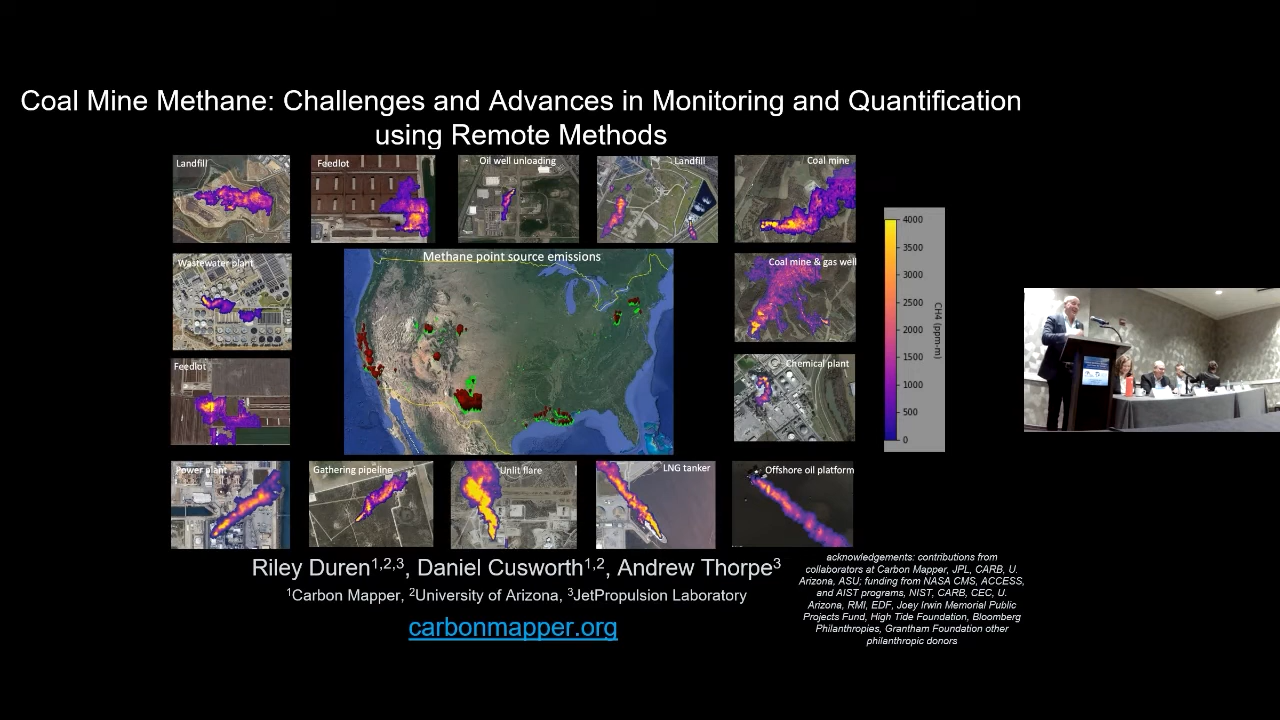 Coal Mine Methane: Challenges and Advances in Monitoring and Quantification
using Remote Methods
Landfill
Feedlot
Oil well unloading
Landfill
Coal mine
Wastewater plant
Methane point source emissions
Coal mine & gas well
Feedlot
Chemical plant
4000
3500
3000
2500
2000
1500
1000
500
0
CH4 (ppm-m)
Power plant
Gathering pipeline
Unlit flare
LNG tanker
Offshore oil platform
Riley Duren1,2,3, Daniel Cusworth1,2, Andrew Thorpe3
1Carbon Mapper, 2University of Arizona, 3JetPropulsion Laboratory
carbonmapper.org
acknowledgements: contributions from
collaborators at Carbon Mapper, JPL, CARB, U.
Arizona, ASU; funding from NASA CMS, ACCESS,
and AIST programs, NIST, CARB, CEC, U.
Arizona, RMI, EDF, Joey Irwin Memorial Public
Projects Fund, High Tide Foundation, Bloomberg
Philanthropies, Grantham Foundation other
philanthropic donors